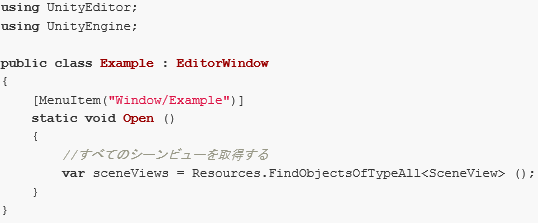 using UnityEditor;
using UnityEngine;
public class Example : EditorWindow
{
[MenuItem("Window/Example")]
static void Open ()
{
//すべてのシーンビューを取得する
var sceneViews = Resources.FindObjectsOfTypeAll<SceneView> ();
}
}